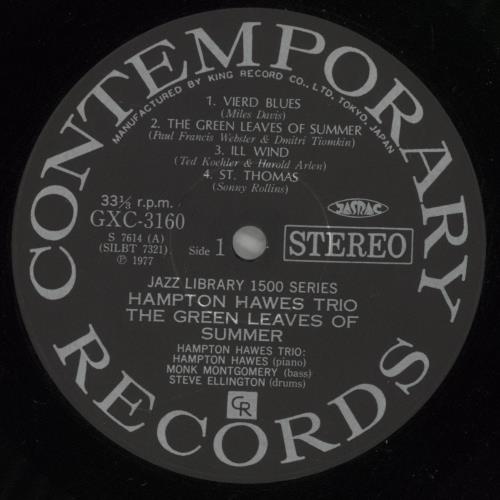 CONTEMPORARY RECORDS
MANUFACTURED BY KING RECORD CO., LTD. TOKYO, JAPAN
1. VIERD BLUES
(Miles Davis)
2. THE GREEN LEAVES OF SUMMER
(Paul Francis Webster & Dmitri Tiomkin)
3. ILL WIND
(Ted Koehler & Harold Arlen)
4. ST. THOMAS
(Sonny Rollins)
33⅓ r.p.m.
GXC-3160
S 7614 (A)
(SILBT 7321)
℗ 1977
Side 1
JASRAC
STEREO
JAZZ LIBRARY 1500 SERIES
HAMPTON HAWES TRIO
THE GREEN LEAVES OF
SUMMER
HAMPTON HAWES TRIO:
HAMPTON HAWES (piano)
MONK MONTGOMERY (bass)
STEVE ELLINGTON (drums)
CR